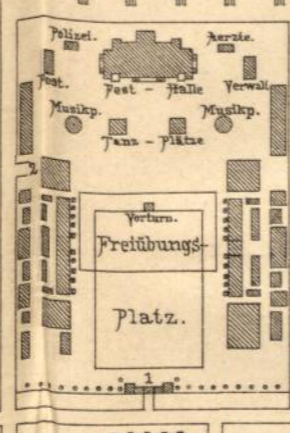 Polizei. Aerzte.
Post. Fest-Halle Verwalt
Musikp. Musikp.
Tanz-Plätze
2
Vorturn.
Freiübungs-
Platz.
1